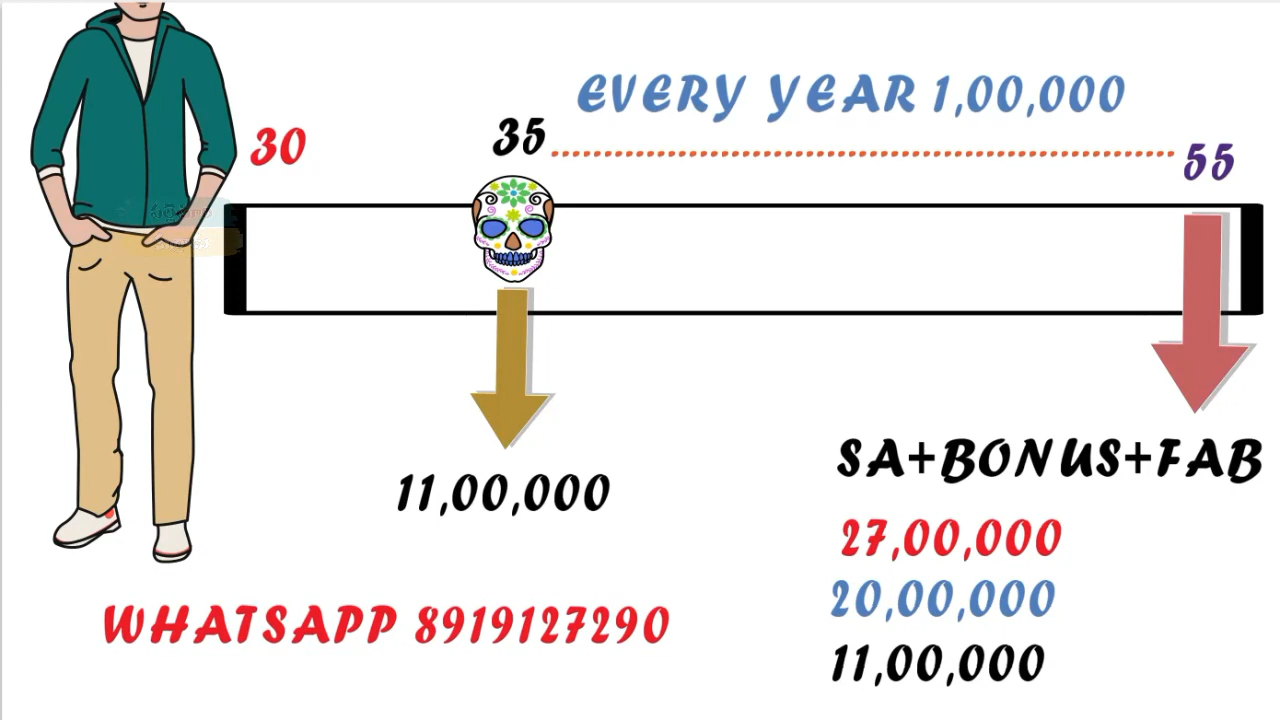 EVERY YEAR 1,00,000
30
35
55
SA+BONUS+FAB
11,00,000
27,00,000
20,00,000
11,00,000
WHATSAPP 8919127290